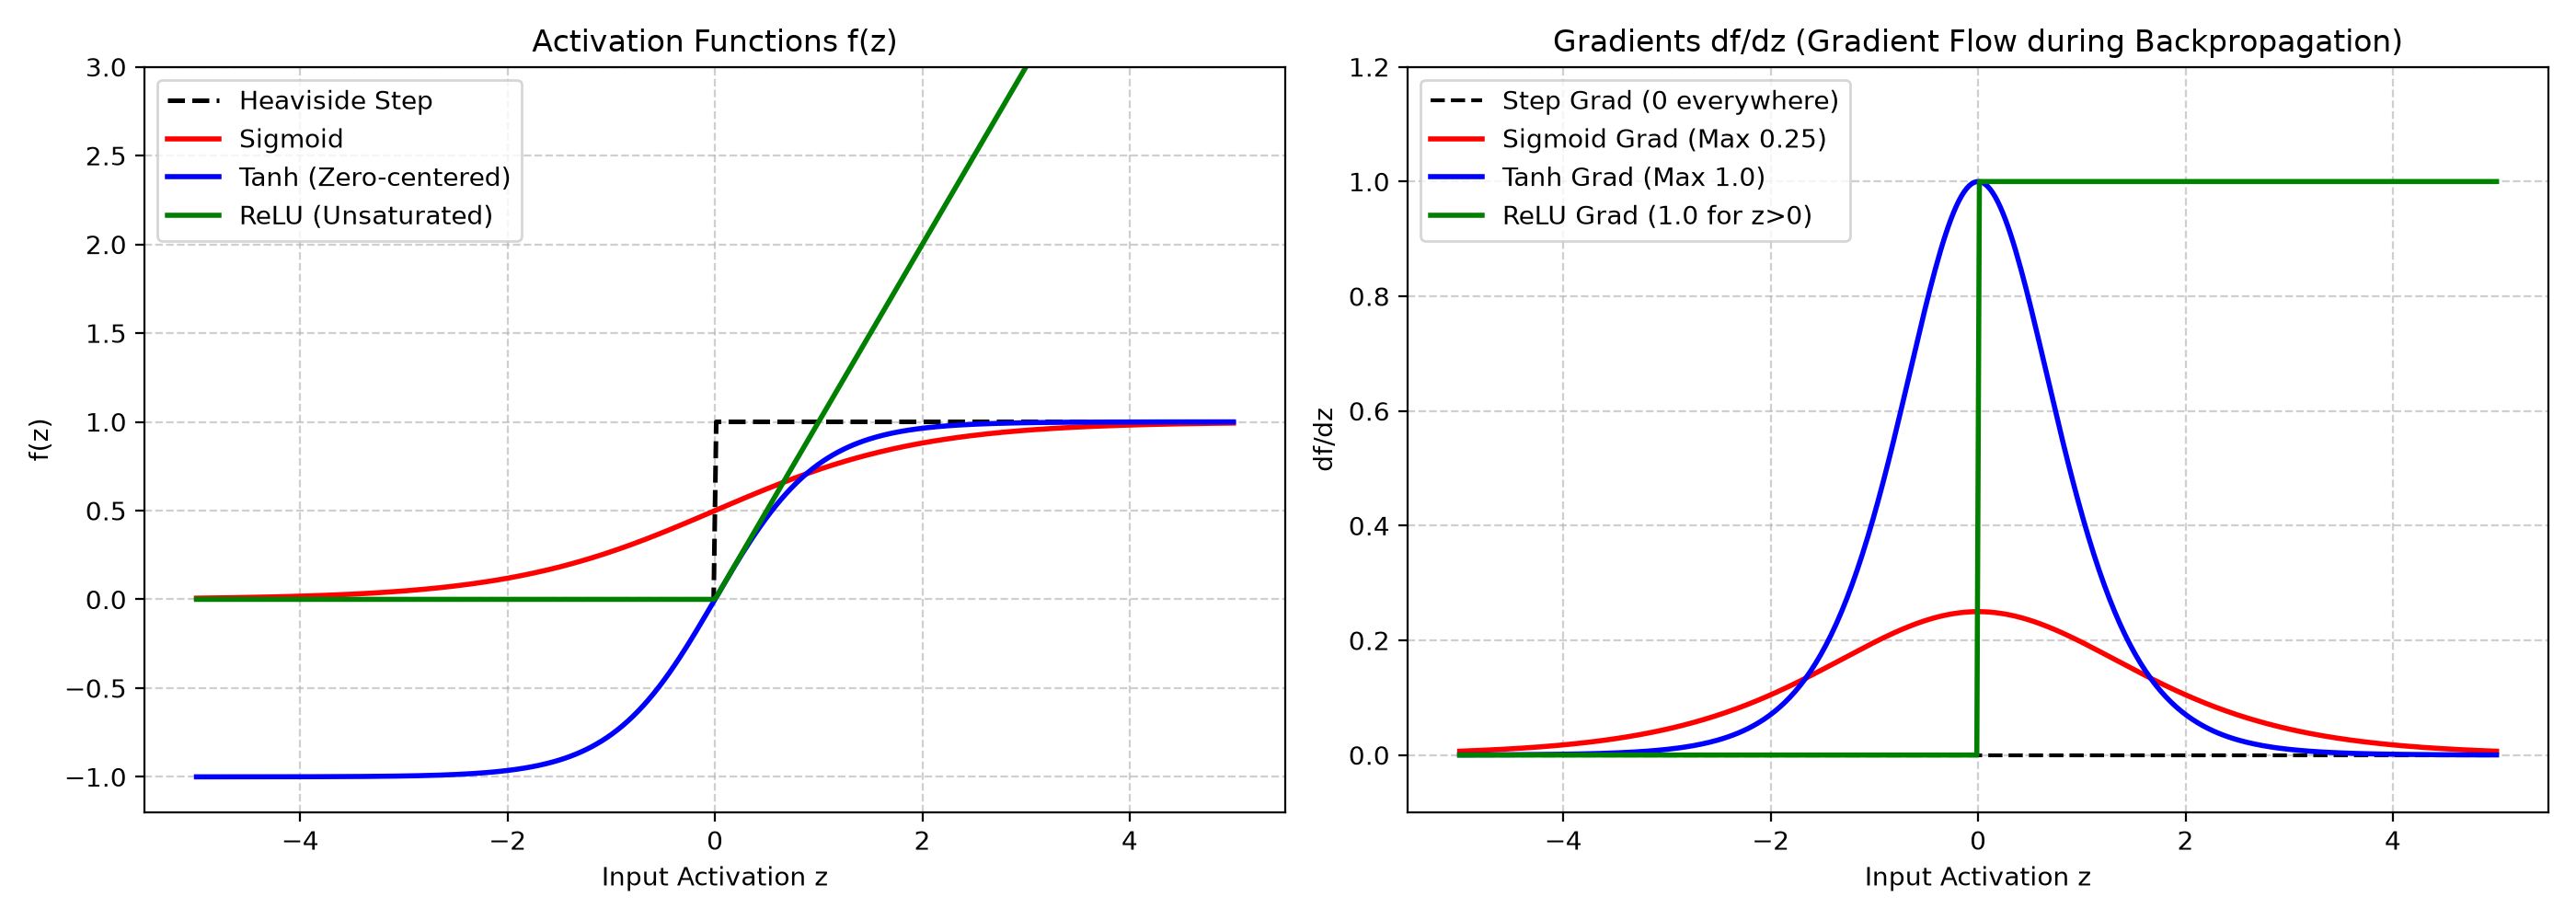 Activation Functions f(z)
3.0
2.5
2.0
1.5
1.0
0.5
0.0
−0.5
−1.0
f(z)
Heaviside Step
Sigmoid
Tanh (Zero-centered)
ReLU (Unsaturated)
−4
−2
0
2
4
Input Activation z
Gradients df/dz (Gradient Flow during Backpropagation)
1.2
1.0
0.8
0.6
0.4
0.2
0.0
df/dz
Step Grad (0 everywhere)
Sigmoid Grad (Max 0.25)
Tanh Grad (Max 1.0)
ReLU Grad (1.0 for z>0)
−4
−2
0
2
4
Input Activation z